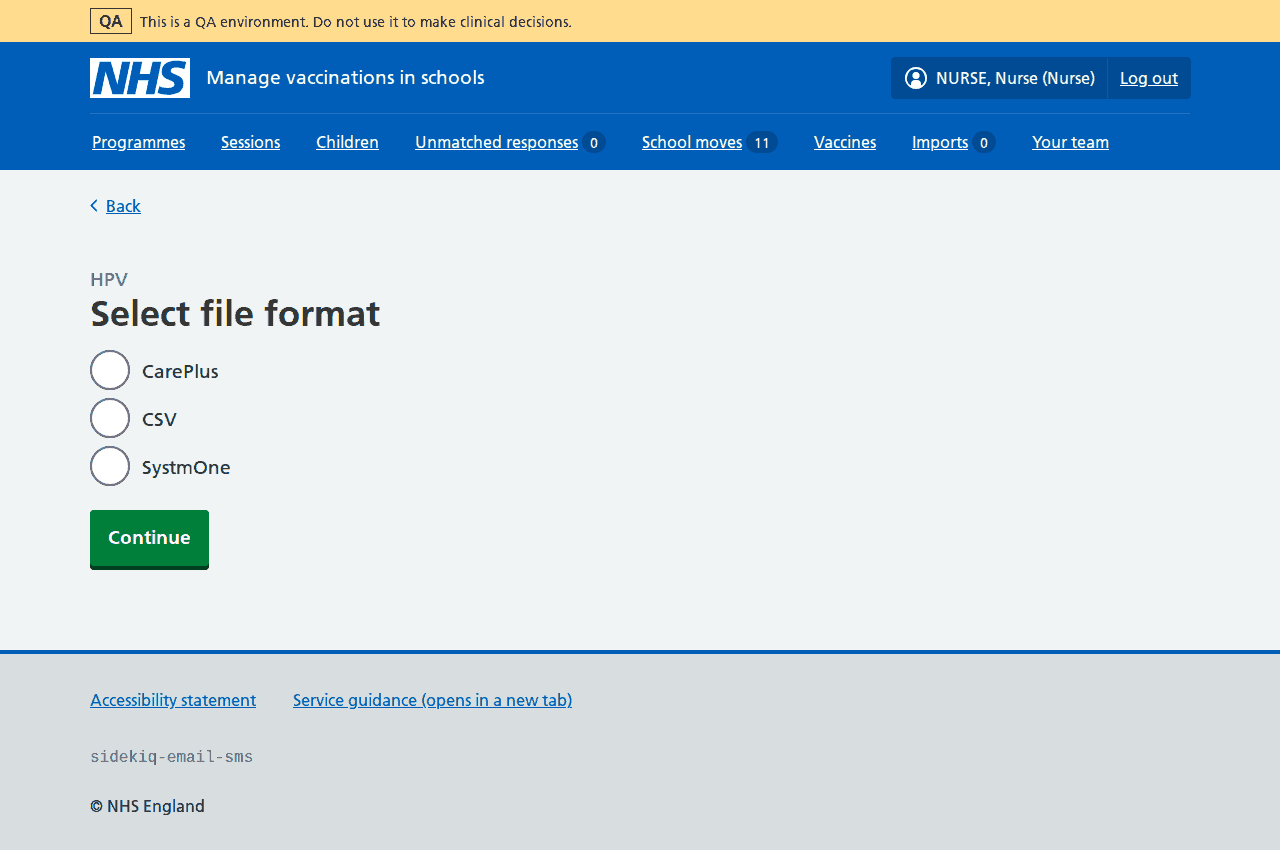 QA This is a QA environment. Do not use it to make clinical decisions.
NHS Manage vaccinations in schools NURSE, Nurse (Nurse) Log out
Programmes Sessions Children Unmatched responses 0 School moves 11 Vaccines Imports 0 Your team
Back
HPV
Select file format
CarePlus
CSV
SystmOne
Continue
Accessibility statement Service guidance (opens in a new tab)
sidekiq-email-sms
© NHS England